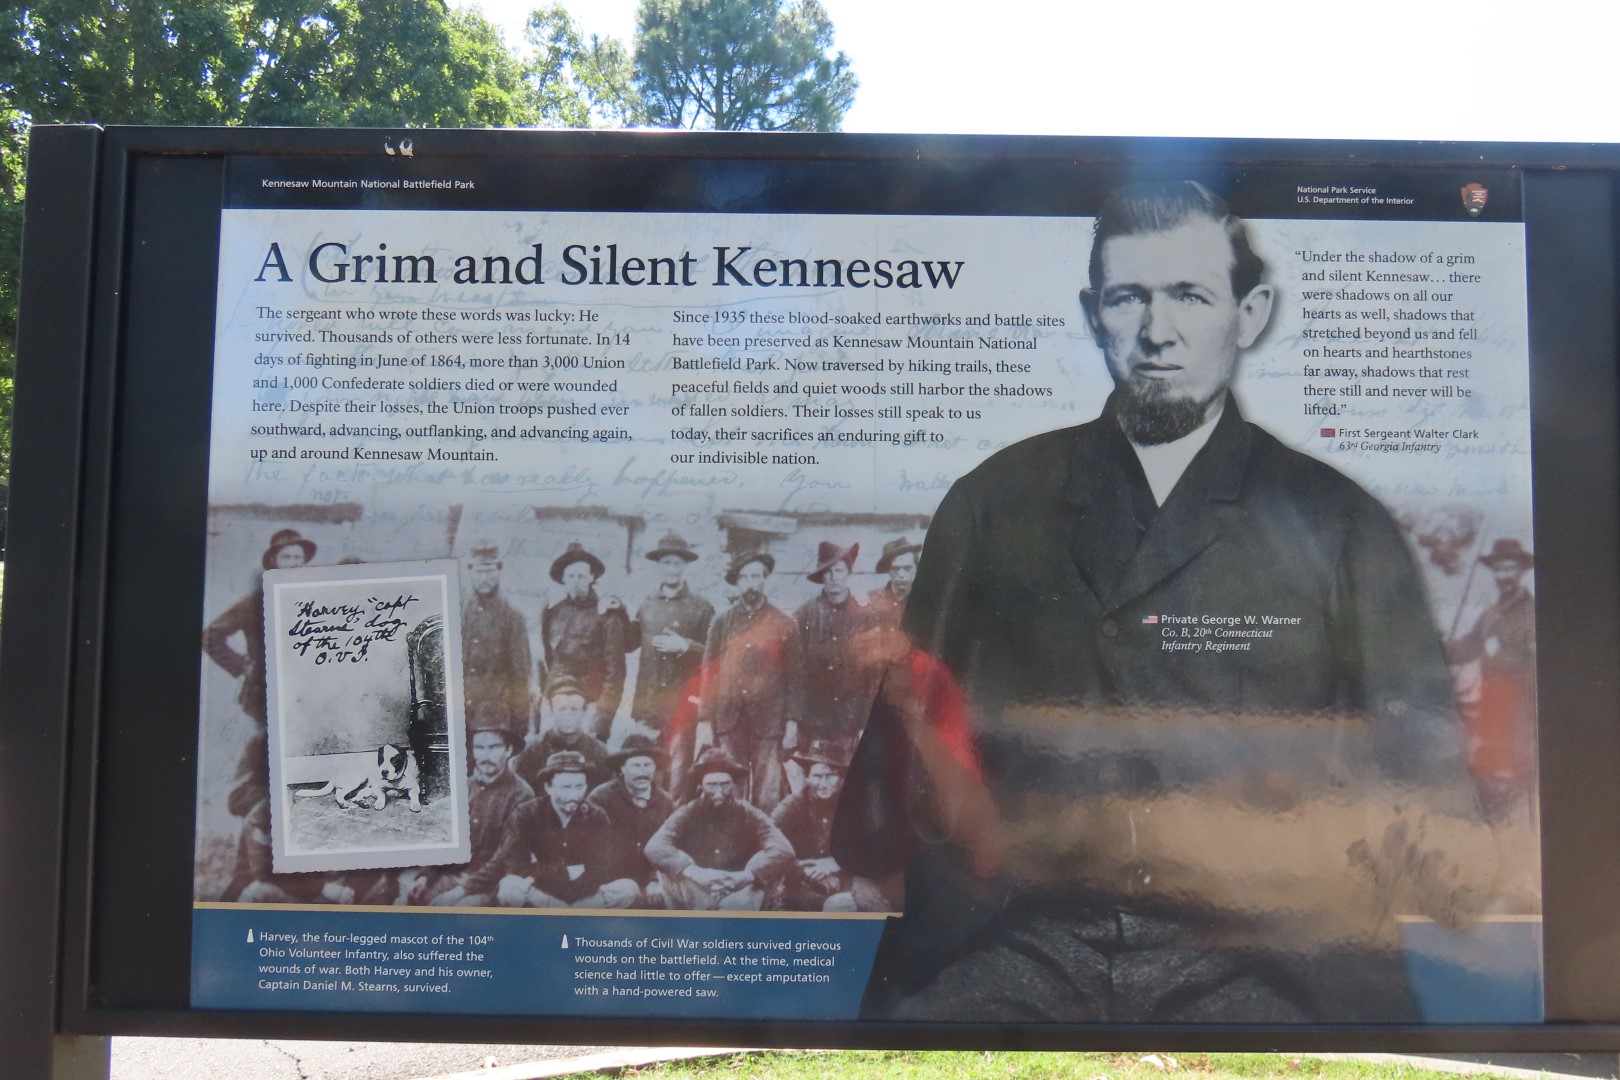 Kennesaw Mountain National Battlefield Park
National Park Service
U.S. Department of the Interior
A Grim and Silent Kennesaw
The sergeant who wrote these words was lucky: He
survived. Thousands of others were less fortunate. In 14
days of fighting in June of 1864, more than 3,000 Union
and 1,000 Confederate soldiers died or were wounded
here. Despite their losses, the Union troops pushed ever
southward, advancing, outflanking, and advancing again,
up and around Kennesaw Mountain.
Since 1935 these blood-soaked earthworks and battle sites
have been preserved as Kennesaw Mountain National
Battlefield Park. Now traversed by hiking trails, these
peaceful fields and quiet woods still harbor the shadows
of fallen soldiers. Their losses still speak to us
today, their sacrifices an enduring gift to
our indivisible nation.
“Under the shadow of a grim
and silent Kennesaw... there
were shadows on all our
hearts as well, shadows that
stretched beyond us and fell
on hearts and hearthstones
far away, shadows that rest
there still and never will be
lifted.”
First Sergeant Walter Clark
63rd Georgia Infantry
the facts what has really happened. You
not.
"Harvey," capt
Stearns' dog
of the 104th
O.V.I.
Private George W. Warner
Co. B, 20th Connecticut
Infantry Regiment
Harvey, the four-legged mascot of the 104th
Ohio Volunteer Infantry, also suffered the
wounds of war. Both Harvey and his owner,
Captain Daniel M. Stearns, survived.
Thousands of Civil War soldiers survived grievous
wounds on the battlefield. At the time, medical
science had little to offer—except amputation
with a hand-powered saw.